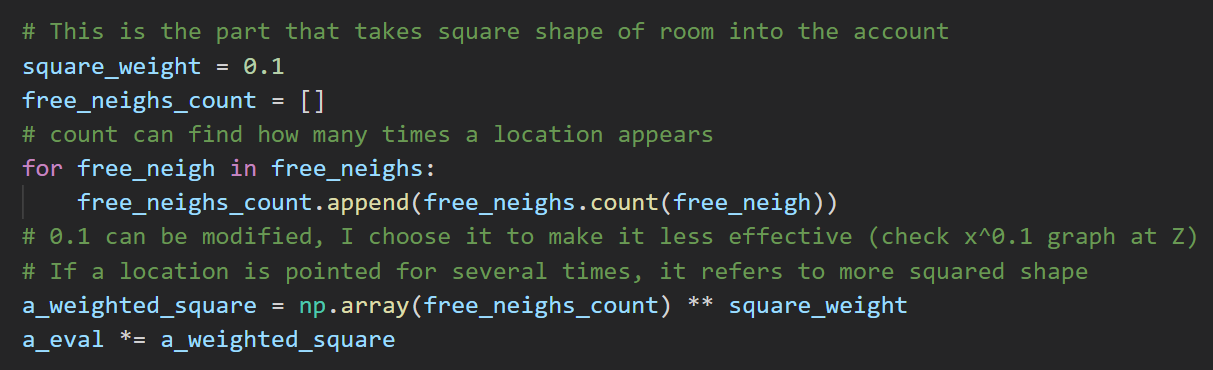 # This is the part that takes square shape of room into the account
square_weight = 0.1
free_neighs_count = []
# count can find how many times a location appears
for free_neigh in free_neighs:
    free_neighs_count.append(free_neighs.count(free_neigh))
# 0.1 can be modified, I choose it to make it less effective (check x^0.1 graph at Z)
# If a location is pointed for several times, it refers to more squared shape
a_weighted_square = np.array(free_neighs_count) ** square_weight
a_eval *= a_weighted_square